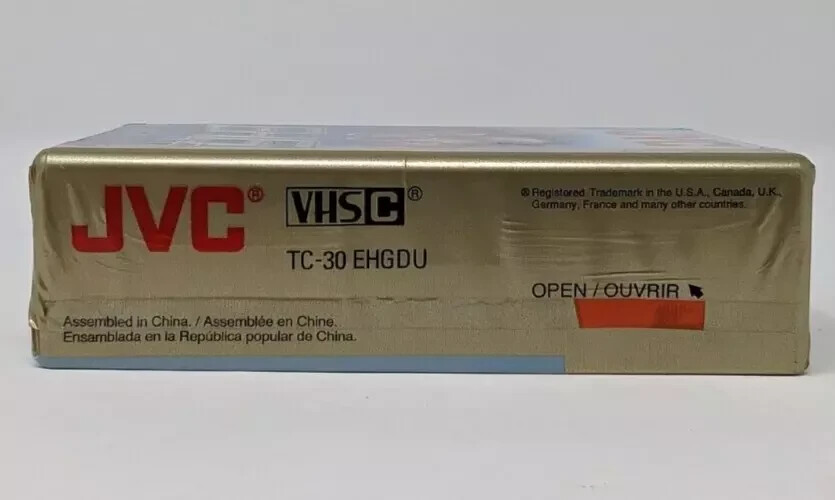 JVC®
VHSC®
TC-30 EHGDU
® Registered Trademark in the U.S.A., Canada, U.K.,
Germany, France and many other countries.
OPEN / OUVRIR
Assembled in China. / Assemblée en Chine.
Ensamblada en la República popular de China.